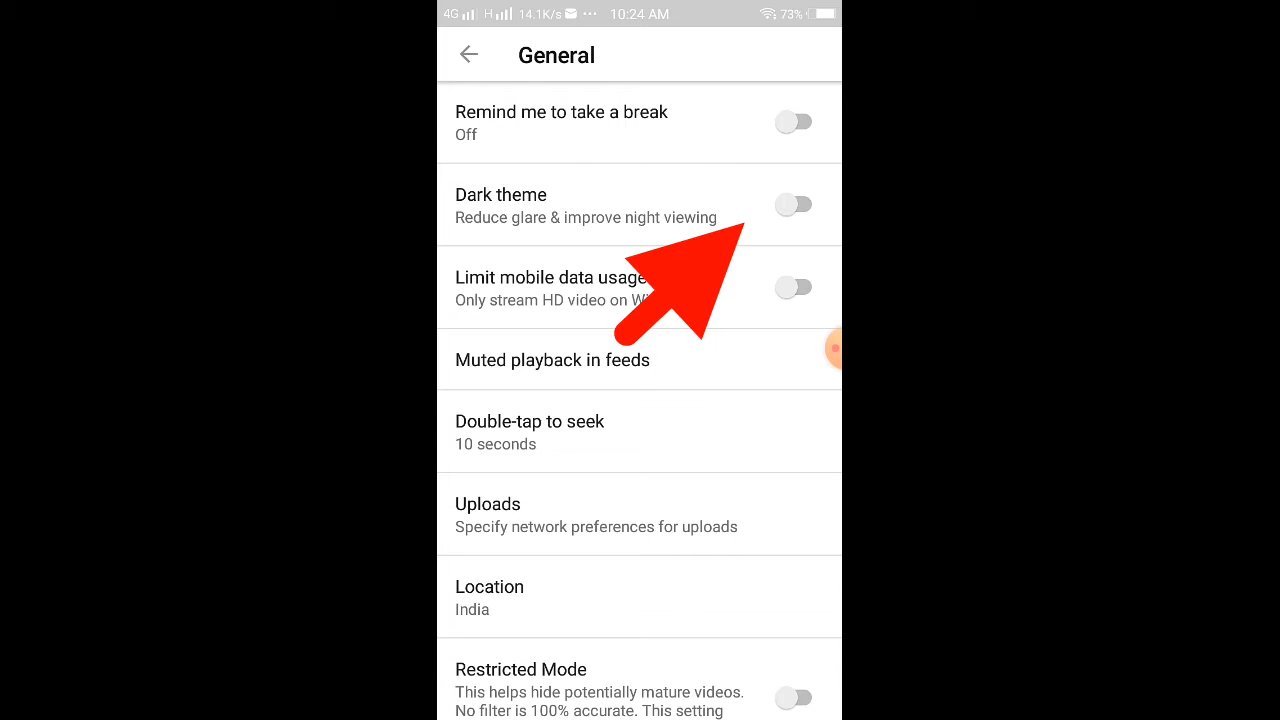 4G H 14.1K/s ... 10:24 AM 73%
General
Remind me to take a break
Off
Dark theme
Reduce glare & improve night viewing
Limit mobile data usage
Only stream HD video on
Muted playback in feeds
Double-tap to seek
10 seconds
Uploads
Specify network preferences for uploads
Location
India
Restricted Mode
This helps hide potentially mature videos.
No filter is 100% accurate. This setting